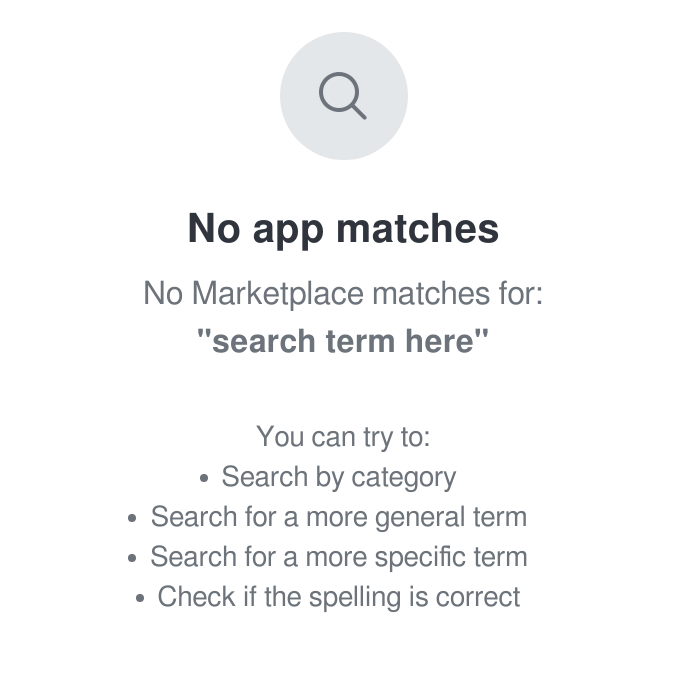 No app matches
No Marketplace matches for:
"search term here"
You can try to:
• Search by category
• Search for a more general term
• Search for a more specific term
• Check if the spelling is correct